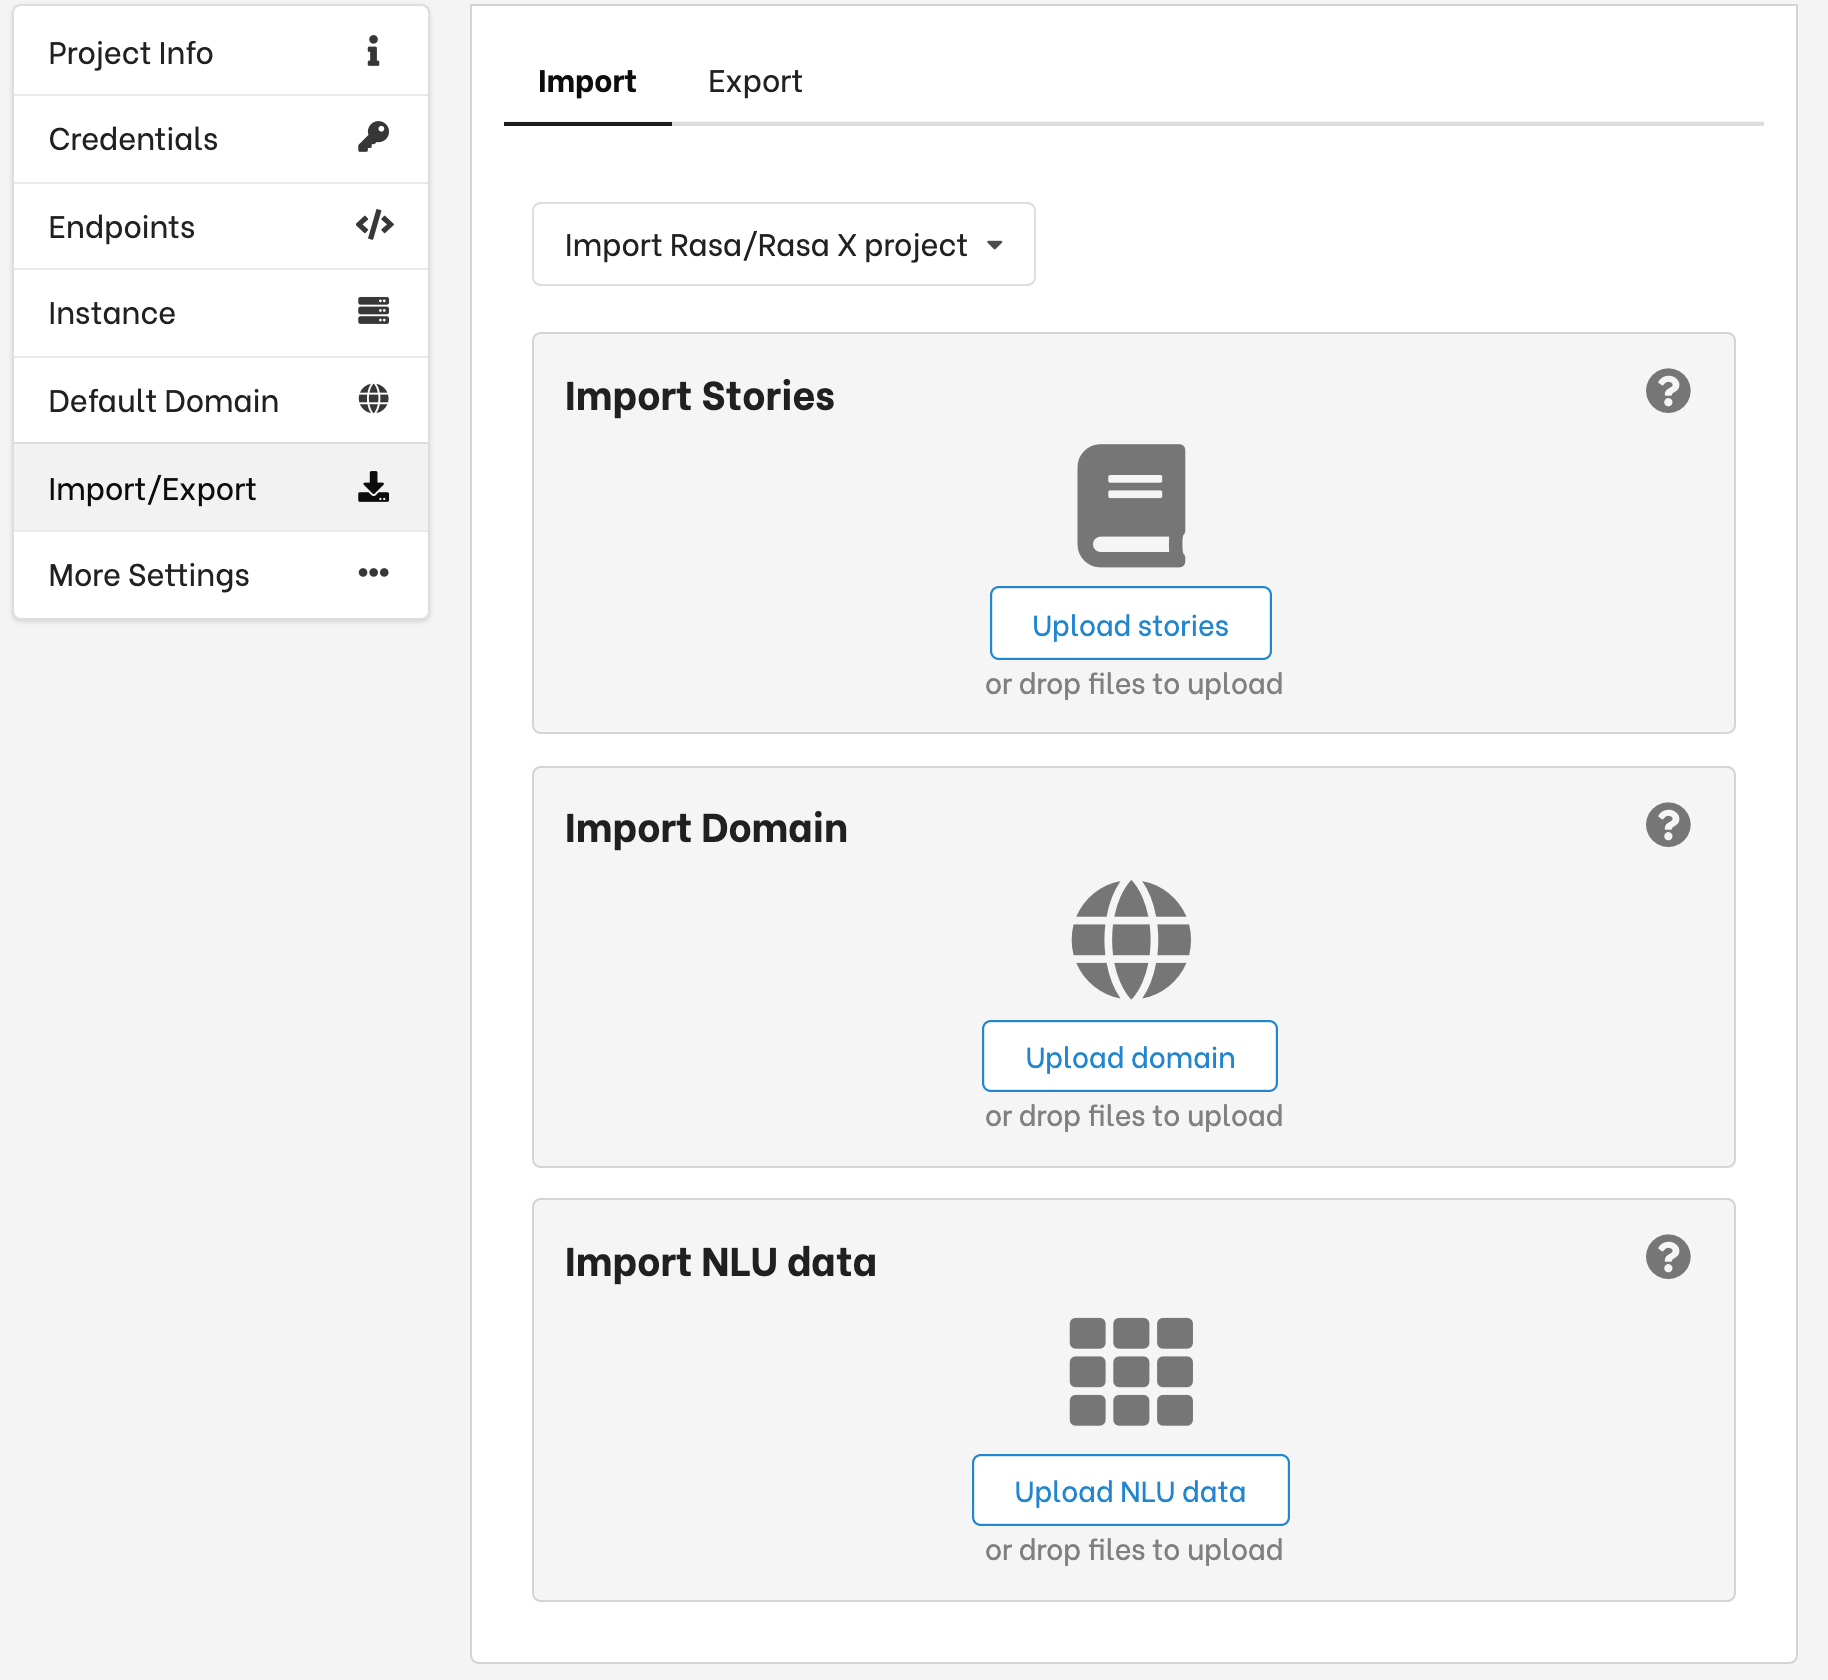 Project Info
Credentials
Endpoints
Instance
Default Domain
Import/Export
More Settings
Import
Export
Import Rasa/Rasa X project
Import Stories
Upload stories
or drop files to upload
Import Domain
Upload domain
or drop files to upload
Import NLU data
Upload NLU data
or drop files to upload